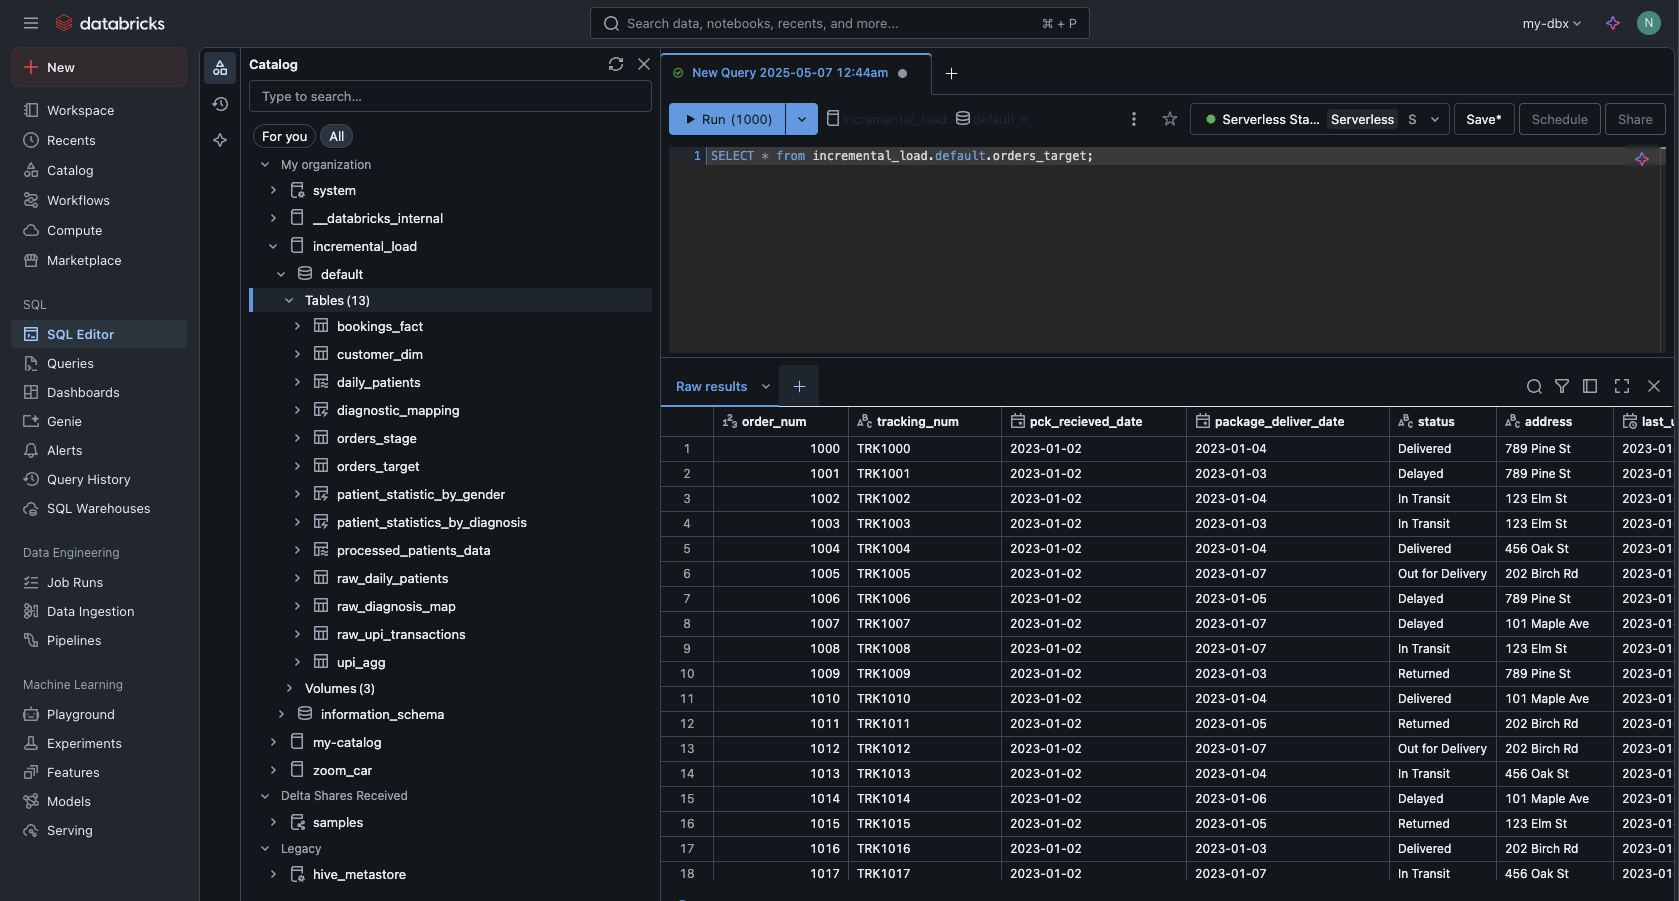 databricks
Search data, notebooks, recents, and more...
⌘ + P
my-dbx
N
New
Workspace
Recents
Catalog
Workflows
Compute
Marketplace
SQL
SQL Editor
Queries
Dashboards
Genie
Alerts
Query History
SQL Warehouses
Data Engineering
Job Runs
Data Ingestion
Pipelines
Machine Learning
Playground
Experiments
Features
Models
Serving
Catalog
Type to search...
For you
All
My organization
system
__databricks_internal
incremental_load
default
Tables (13)
bookings_fact
customer_dim
daily_patients
diagnostic_mapping
orders_stage
orders_target
patient_statistic_by_gender
patient_statistics_by_diagnosis
processed_patients_data
raw_daily_patients
raw_diagnosis_map
raw_upi_transactions
upi_agg
Volumes (3)
information_schema
my-catalog
zoom_car
Delta Shares Received
samples
Legacy
hive_metastore
New Query 2025-05-07 12:44am
Run (1000)
incremental_load
default
Serverless Sta...
Serverless
S
Save*
Schedule
Share
1 SELECT * from incremental_load.default.orders_target;
Raw results
order_num tracking_num pck_recieved_date package_deliver_date status address last_u
1 1000 TRK1000 2023-01-02 2023-01-04 Delivered 789 Pine St 2023-01-
2 1001 TRK1001 2023-01-02 2023-01-03 Delayed 789 Pine St 2023-01-
3 1002 TRK1002 2023-01-02 2023-01-04 In Transit 123 Elm St 2023-01-
4 1003 TRK1003 2023-01-02 2023-01-03 In Transit 123 Elm St 2023-01-
5 1004 TRK1004 2023-01-02 2023-01-04 Delivered 456 Oak St 2023-01-
6 1005 TRK1005 2023-01-02 2023-01-07 Out for Delivery 202 Birch Rd 2023-01-
7 1006 TRK1006 2023-01-02 2023-01-05 Delayed 789 Pine St 2023-01-
8 1007 TRK1007 2023-01-02 2023-01-07 Delayed 101 Maple Ave 2023-01-
9 1008 TRK1008 2023-01-02 2023-01-07 In Transit 123 Elm St 2023-01-
10 1009 TRK1009 2023-01-02 2023-01-03 Returned 789 Pine St 2023-01-
11 1010 TRK1010 2023-01-02 2023-01-04 Delivered 101 Maple Ave 2023-01-
12 1011 TRK1011 2023-01-02 2023-01-05 Returned 202 Birch Rd 2023-01-
13 1012 TRK1012 2023-01-02 2023-01-07 Out for Delivery 202 Birch Rd 2023-01-
14 1013 TRK1013 2023-01-02 2023-01-04 In Transit 456 Oak St 2023-01-
15 1014 TRK1014 2023-01-02 2023-01-06 Delayed 101 Maple Ave 2023-01-
16 1015 TRK1015 2023-01-02 2023-01-05 Returned 123 Elm St 2023-01-
17 1016 TRK1016 2023-01-02 2023-01-03 Delivered 202 Birch Rd 2023-01-
18 1017 TRK1017 2023-01-02 2023-01-07 In Transit 456 Oak St 2023-01-